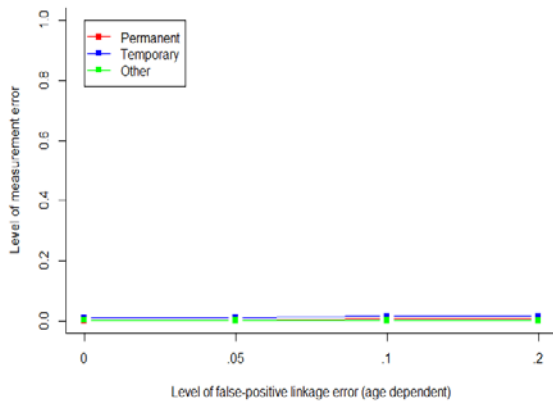 Permanent
Temporary
Other
Level of measurement error
1.0
0.8
0.6
0.4
0.2
0.0
0 .05 .1 .2
Level of false-positive linkage error (age dependent)